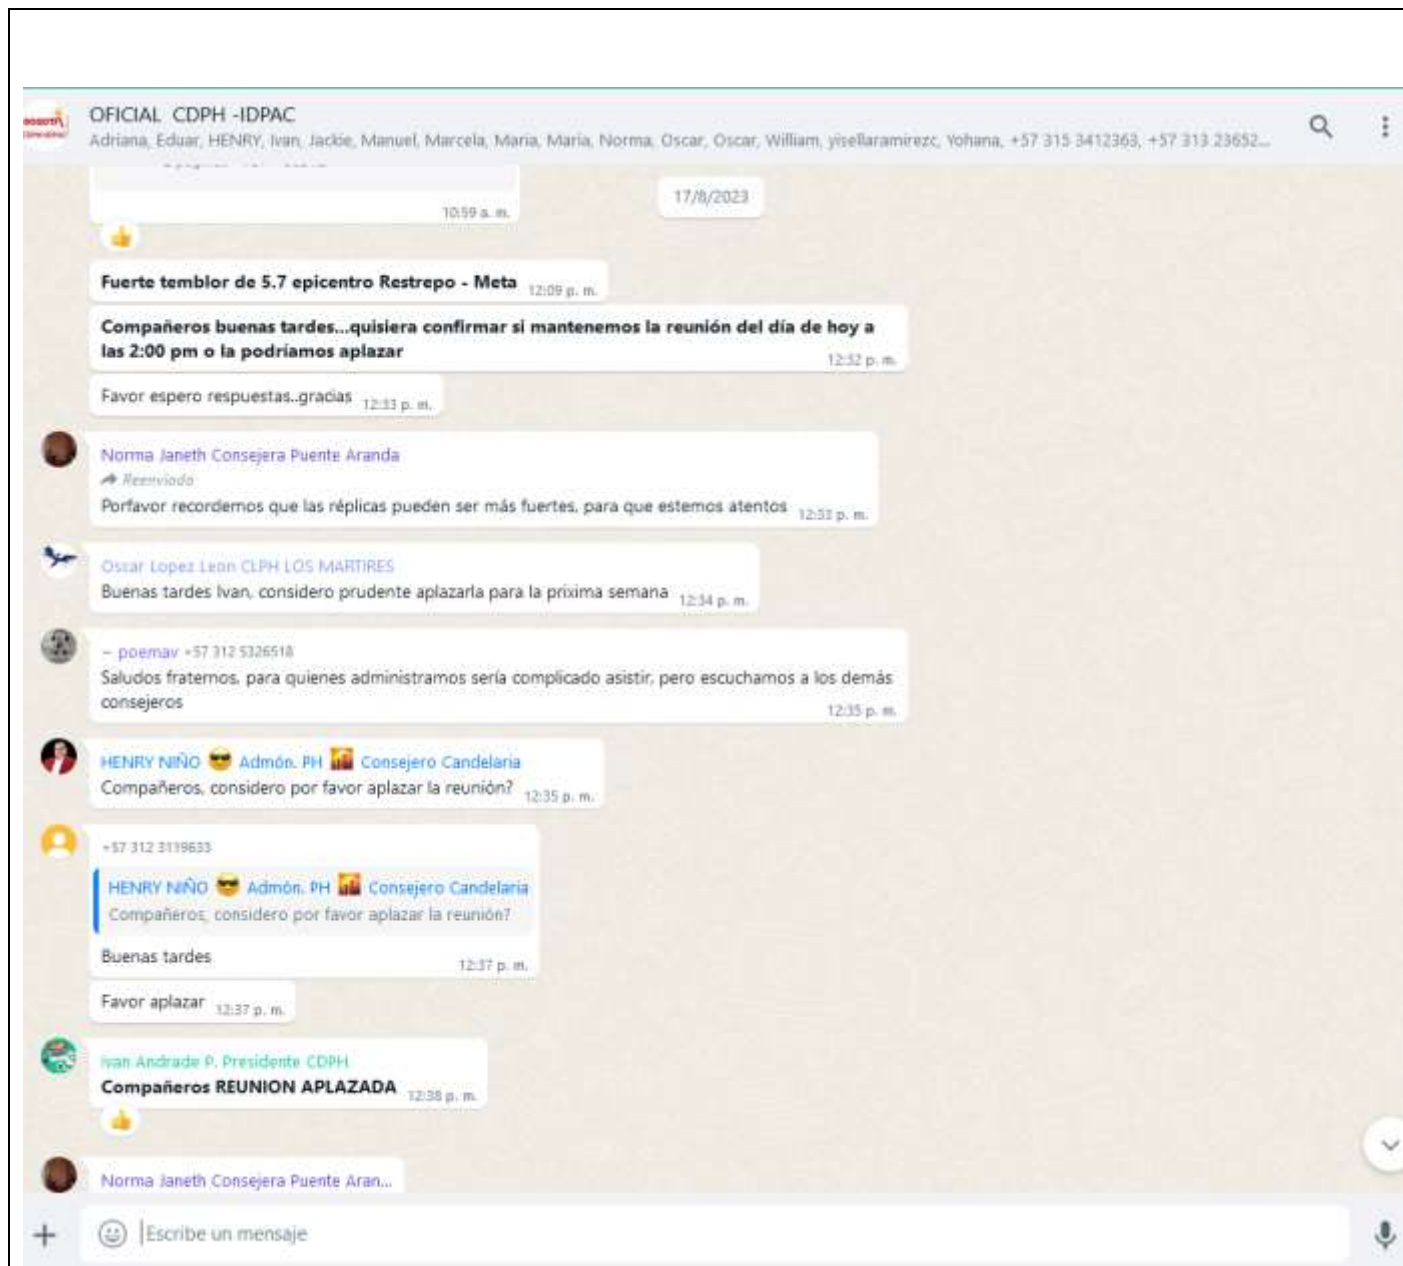 OFICIAL CDPH -IDPAC
Adriana, Eduar, HENRY, Ivan, Jackie, Manuel, Marcela, Maria, Maria, Norma, Oscar, Oscar, William, yisellaramirezc, Yohana, +57 315 3412363, +57 313 23652...
17/8/2023
10:59 a. m.
Fuerte temblor de 5.7 epicentro Restrepo - Meta 12:09 p. m.
Compañeros buenas tardes...quisiera confirmar si mantenemos la reunión del día de hoy a
las 2:00 pm o la podríamos aplazar 12:32 p. m.
Favor espero respuestas..gracias 12:33 p. m.
Norma Janeth Consejera Puente Aranda
Reenviado
Porfavor recordemos que las réplicas pueden ser más fuertes, para que estemos atentos 12:33 p. m.
Oscar Lopez Leon CLPH LOS MARTIRES
Buenas tardes Ivan, considero prudente aplazarla para la prixima semana 12:34 p. m.
~ poemav +57 312 5326518
Saludos fraternos, para quienes administramos sería complicado asistir, pero escuchamos a los demás
consejeros 12:35 p. m.
HENRY NIÑO 😎 Admón. PH 🌇 Consejero Candelaria
Compañeros, considero por favor aplazar la reunión? 12:35 p. m.
+57 312 3119633
HENRY NIÑO 😎 Admón. PH 🌇 Consejero Candelaria
Compañeros, considero por favor aplazar la reunión?
Buenas tardes 12:37 p. m.
Favor aplazar 12:37 p. m.
Ivan Andrade P. Presidente CDPH
Compañeros REUNION APLAZADA 12:38 p. m.
Norma Janeth Consejera Puente Aran...
Escribe un mensaje